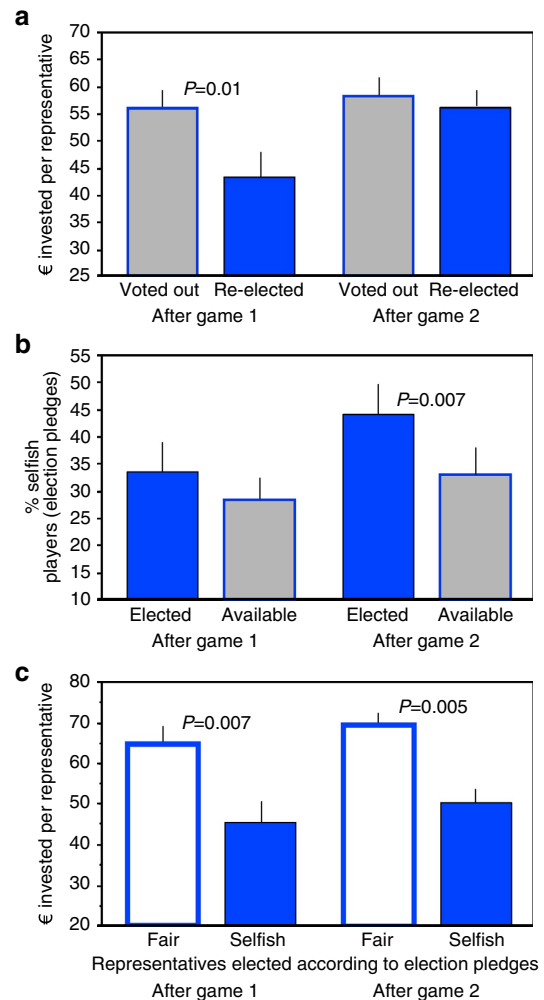 a
€ invested per representative
70
65
60
55
50
45
40
35
30
25
P=0.01
Voted out Re-elected Voted out Re-elected
After game 1 After game 2
b
% selfish
players (election pledges)
55
50
45
40
35
30
25
20
15
10
P=0.007
Elected Available Elected Available
After game 1 After game 2
c
€ invested per representative
80
70
60
50
40
30
20
P=0.007
P=0.005
Fair Selfish Fair Selfish
Representatives elected according to election pledges
After game 1 After game 2